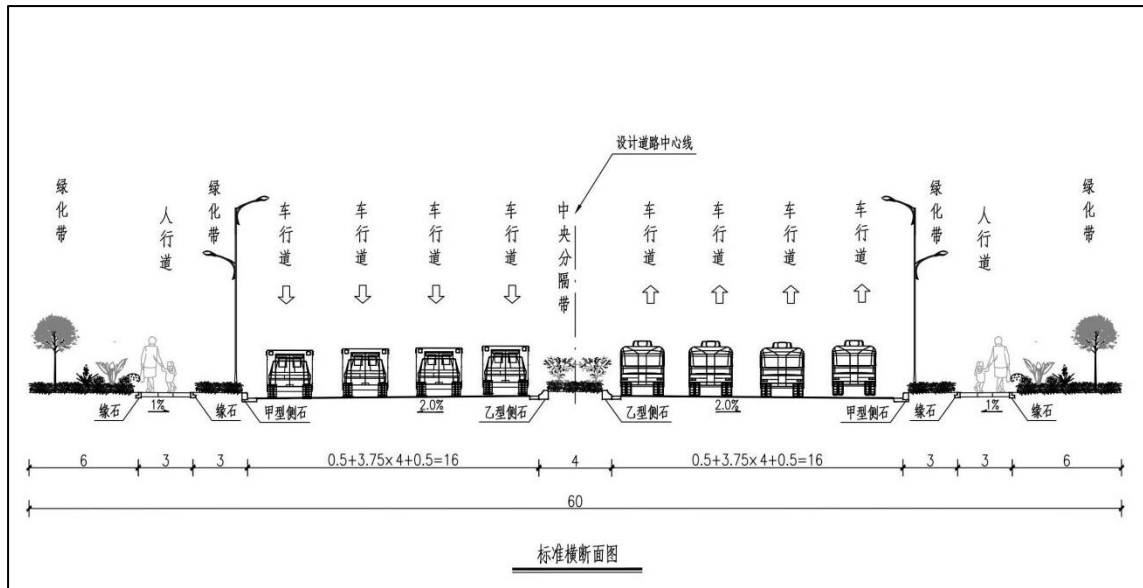 设计道路中心线
绿化带
人行道
绿化带
车行道
车行道
车行道
车行道
中央分隔带
车行道
车行道
车行道
车行道
绿化带
人行道
绿化带
缘石
1%
缘石
甲型侧石
2.0%
乙型侧石
乙型侧石
2.0%
甲型侧石
缘石
1%
缘石
6
3
3
0.5+3.75x4+0.5=16
4
0.5+3.75x4+0.5=16
3
3
6
60
标准横断面图